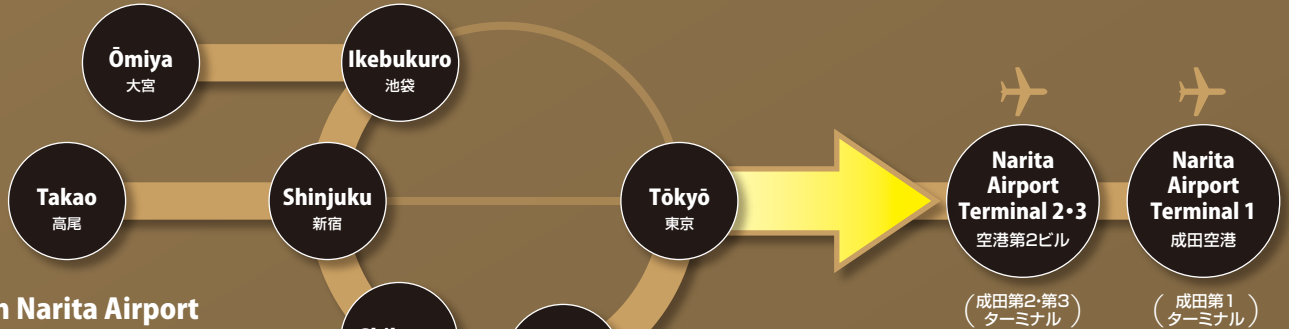 Ōmiya
大宮
Ikebukuro
池袋
Takao
高尾
Shinjuku
新宿
Tōkyō
東京
Narita
Airport
Terminal 2・3
空港第2ビル
(成田第2・第3
ターミナル)
Narita
Airport
Terminal 1
成田空港
(成田第1
ターミナル)
Narita Airport